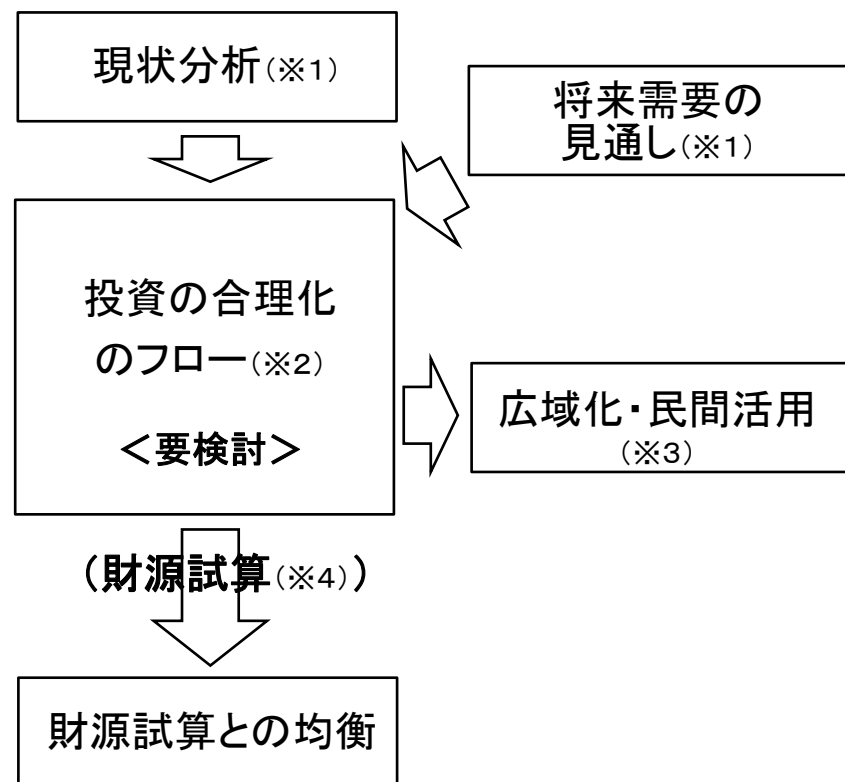 現状分析(※1)
将来需要の
見通し(※1)
投資の合理化
のフロー(※2)
<要検討>
広域化・民間活用
(※3)
(財源試算(※4))
財源試算との均衡